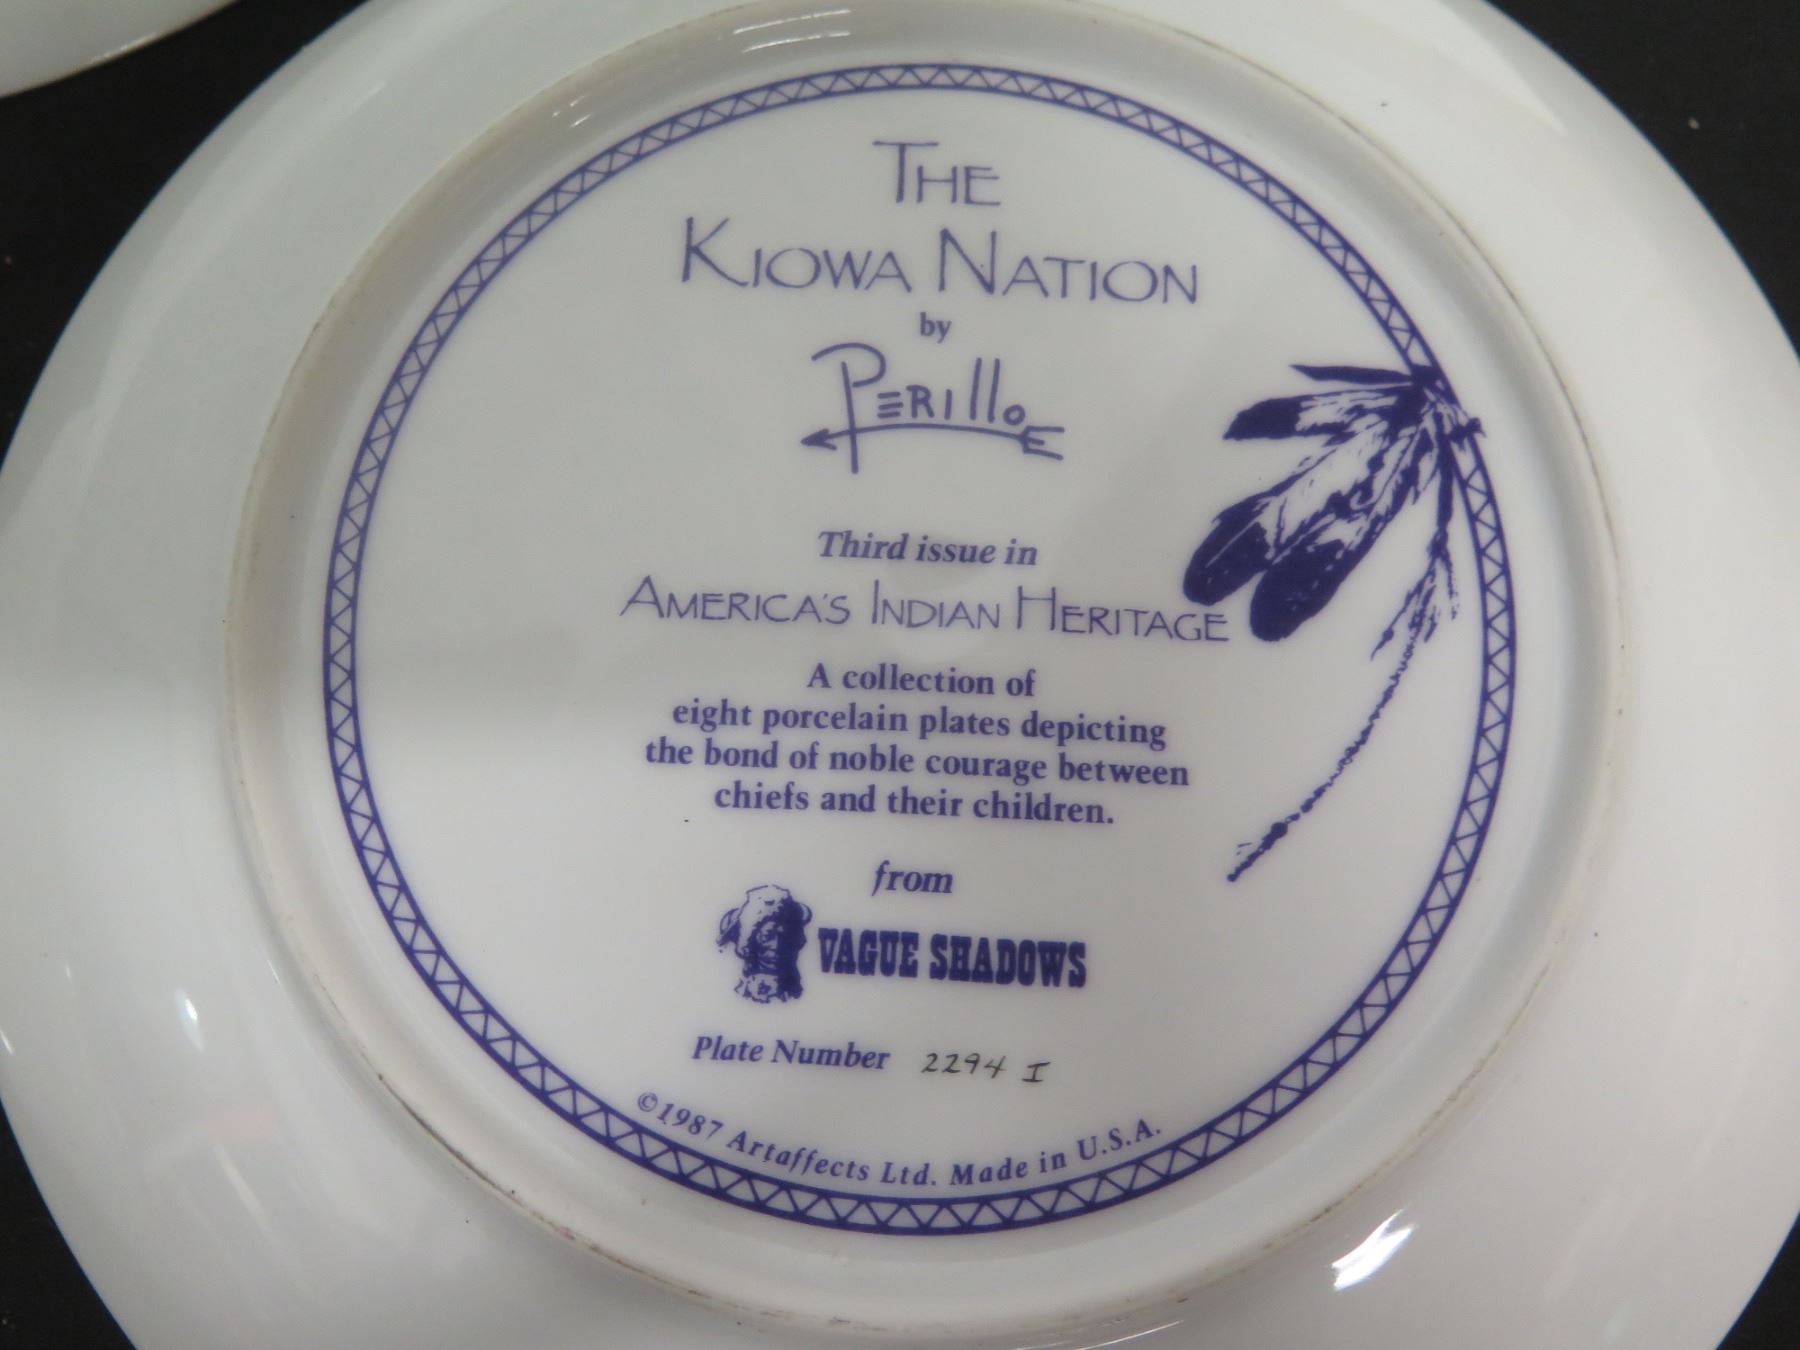 THE
KIOWA NATION
by
PERillo
Third issue in
AMERICA'S INDIAN HERITAGE
A collection of
eight porcelain plates depicting
the bond of noble courage between
chiefs and their children.
from
VAGUE SHADOWS
Plate Number 2294 I
©1987 Artaffects Ltd. Made in U.S.A.